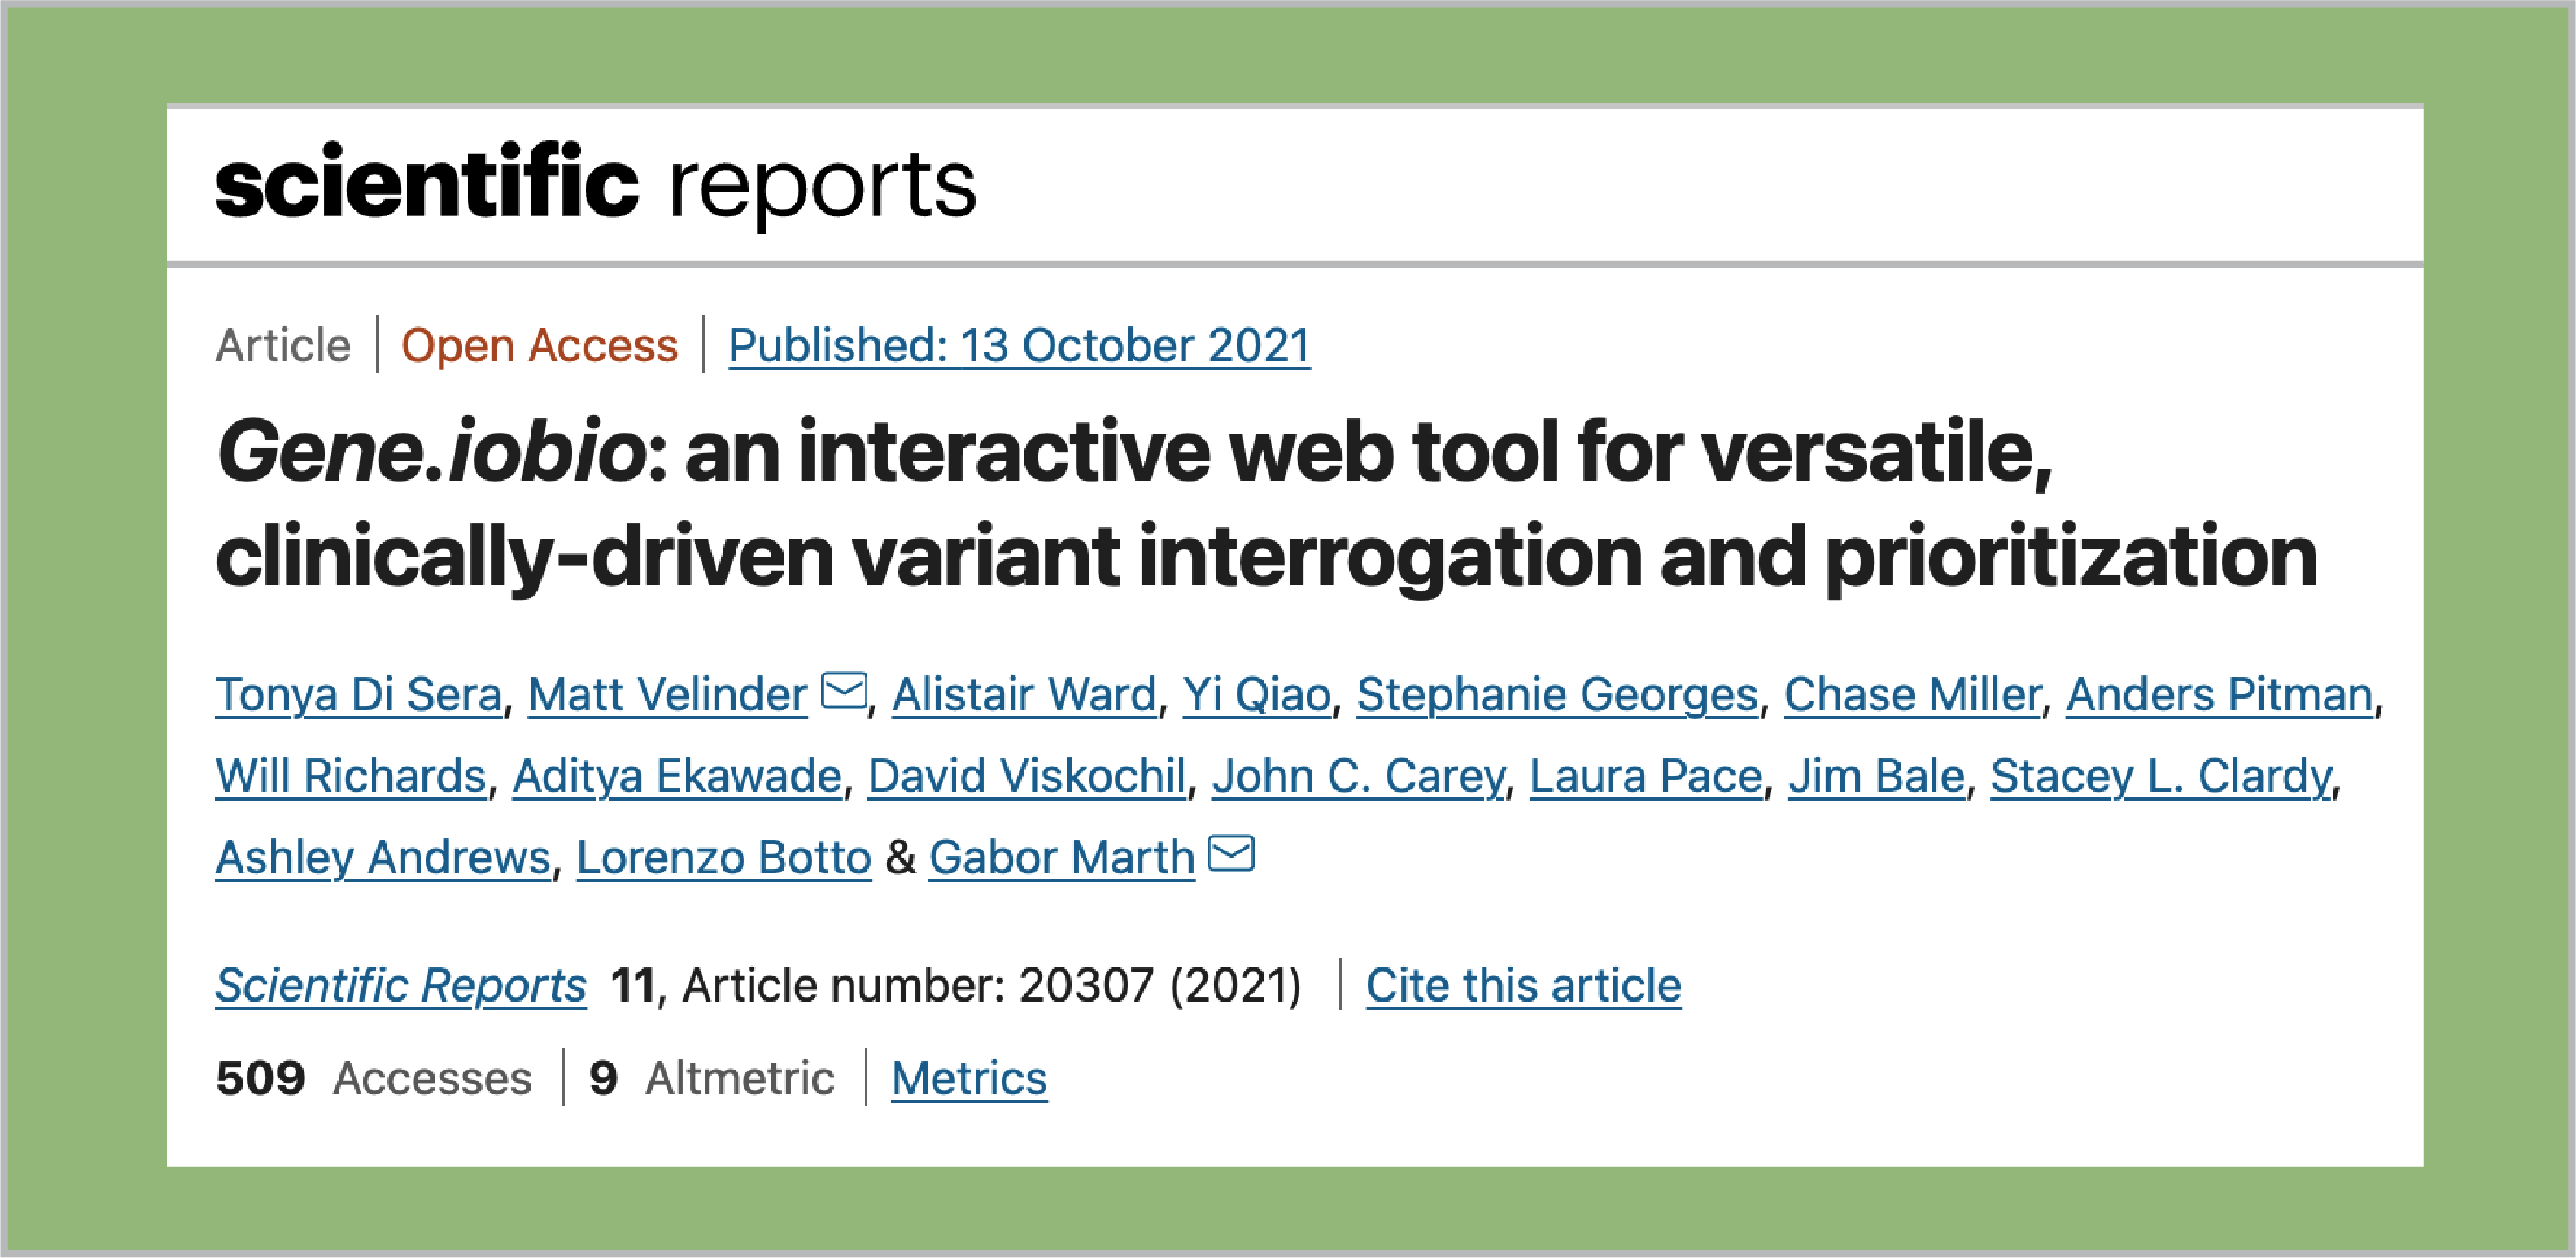 scientific reports
Article | Open Access | Published: 13 October 2021
Gene.iobio: an interactive web tool for versatile,
clinically-driven variant interrogation and prioritization
Tonya Di Sera, Matt Velinder, Alistair Ward, Yi Qiao, Stephanie Georges, Chase Miller, Anders Pitman,
Will Richards, Aditya Ekawade, David Viskochil, John C. Carey, Laura Pace, Jim Bale, Stacey L. Clardy,
Ashley Andrews, Lorenzo Botto & Gabor Marth
Scientific Reports 11, Article number: 20307 (2021) | Cite this article
509 Accesses | 9 Altmetric | Metrics